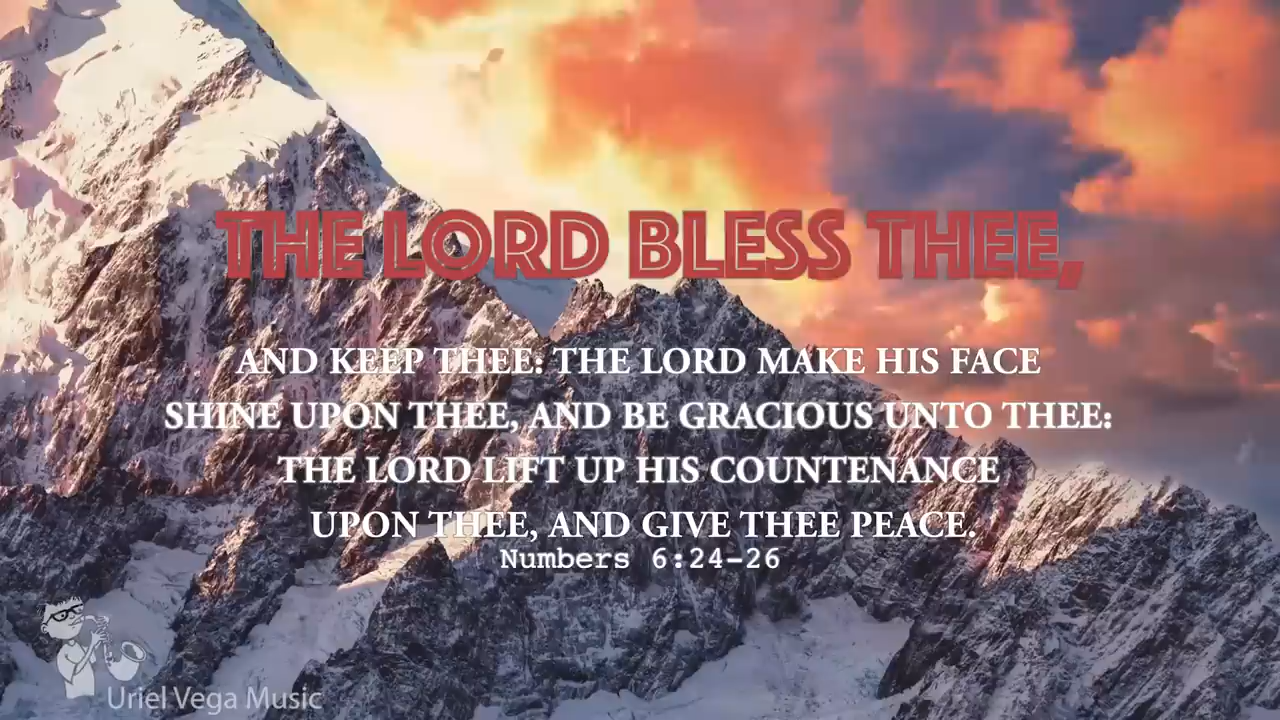 THE LORD BLESS THEE,
AND KEEP THEE: THE LORD MAKE HIS FACE
SHINE UPON THEE, AND BE GRACIOUS UNTO THEE:
THE LORD LIFT UP HIS COUNTENANCE
UPON THEE, AND GIVE THEE PEACE.
Numbers 6:24-26
Uriel Vega Music